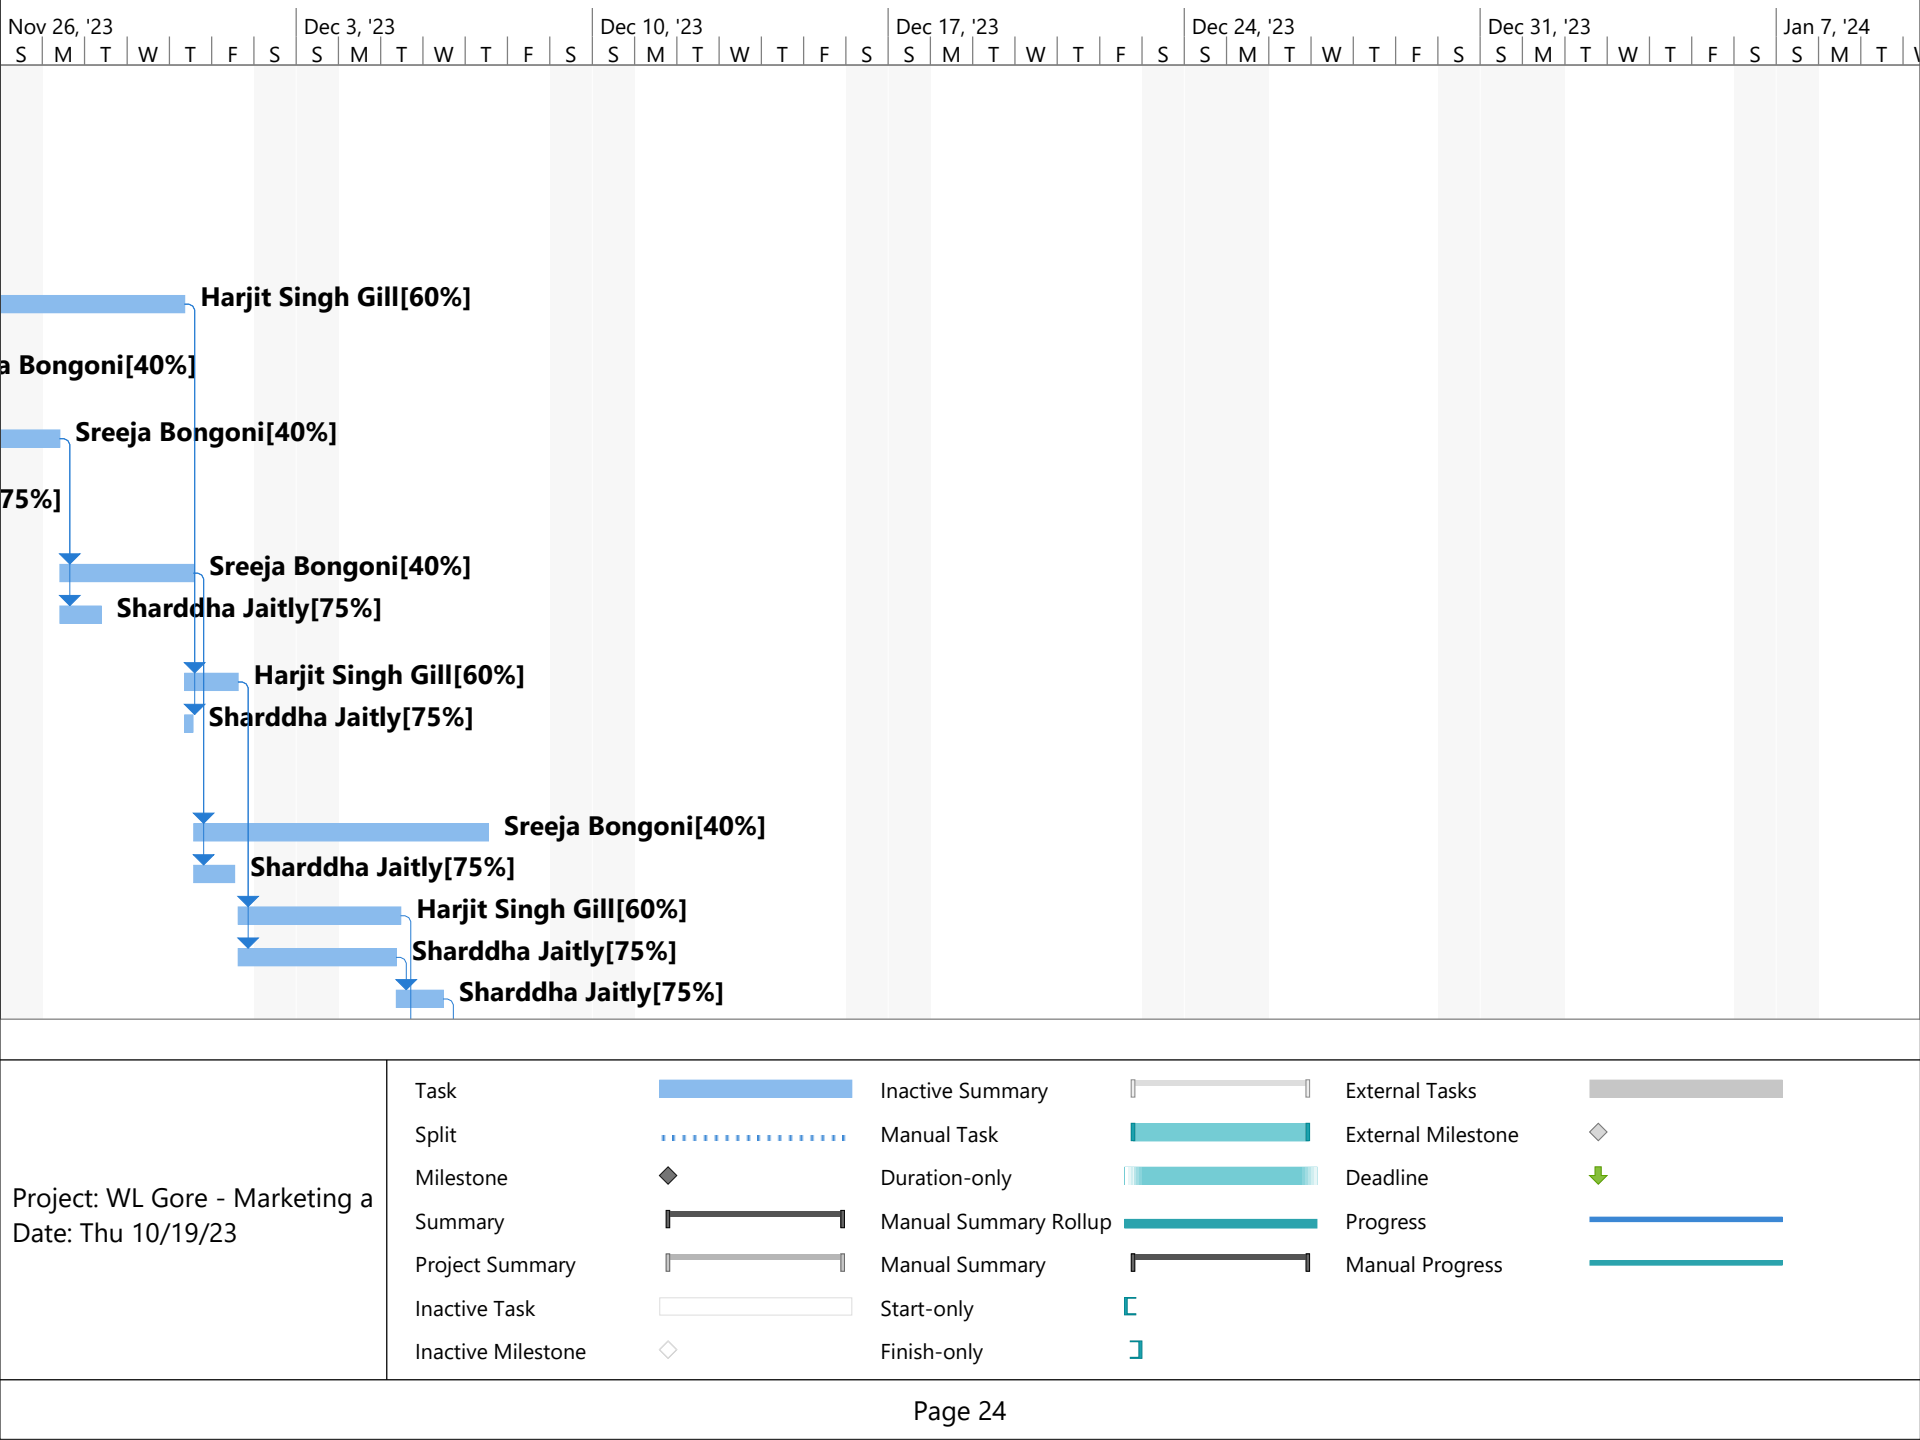 Nov 26, '23 Dec 3, '23 Dec 10, '23 Dec 17, '23 Dec 24, '23 Dec 31, '23 Jan 7, '24
S M T W T F S S M T W T F S S M T W T F S S M T W T F S S M T W T F S S M T W T F S S M T W
Harjit Singh Gill[60%]
a Bongoni[40%]
Sreeja Bongoni[40%]
75%]
Sreeja Bongoni[40%]
Sharddha Jaitly[75%]
Harjit Singh Gill[60%]
Sharddha Jaitly[75%]
Sreeja Bongoni[40%]
Sharddha Jaitly[75%]
Harjit Singh Gill[60%]
Sharddha Jaitly[75%]
Sharddha Jaitly[75%]
Project: WL Gore - Marketing a
Date: Thu 10/19/23
Task
Split
Milestone
Summary
Project Summary
Inactive Task
Inactive Milestone
Inactive Summary
Manual Task
Duration-only
Manual Summary Rollup
Manual Summary
Start-only
Finish-only
External Tasks
External Milestone
Deadline
Progress
Manual Progress
Page 24